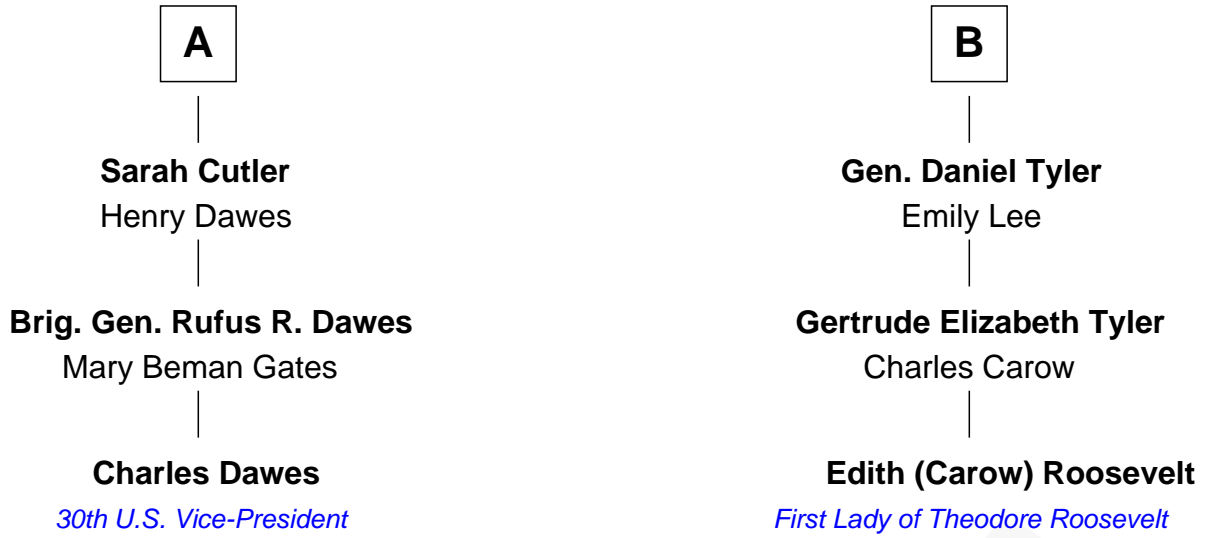 A
Sarah Cutler
Henry Dawes
Brig. Gen. Rufus R. Dawes
Mary Beman Gates
Charles Dawes
30th U.S. Vice-President
B
Gen. Daniel Tyler
Emily Lee
Gertrude Elizabeth Tyler
Charles Carow
Edith (Carow) Roosevelt
First Lady of Theodore Roosevelt